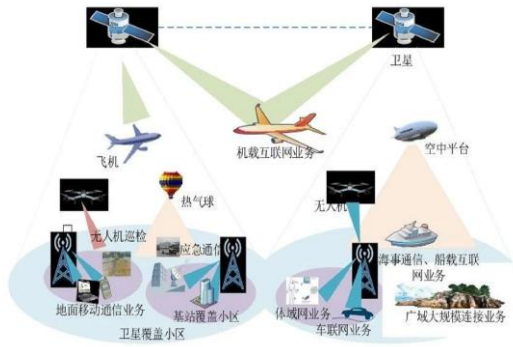 卫星
飞机
机载互联网业务
空中平台
热气球
无人机
无人机巡检
应急通信
海事通信、船载互联
网业务
地面移动通信业务
基站覆盖小区
体域网业务
车联网业务
广域大规模连接业务
卫星覆盖小区